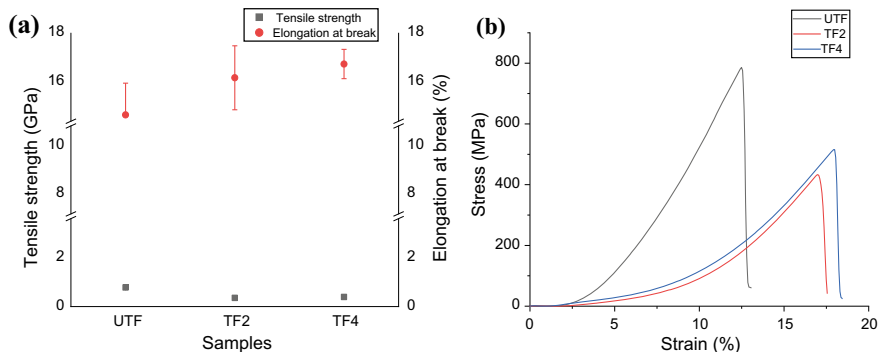 (a)
Tensile strength
Elongation at break
18
16
10
8
2
0
Tensile strength (GPa)
18
16
10
8
2
0
Elongation at break (%)
UTF TF2 TF4
Samples
(b)
UTF
TF2
TF4
800
600
400
200
0
Stress (MPa)
0 5 10 15 20
Strain (%)